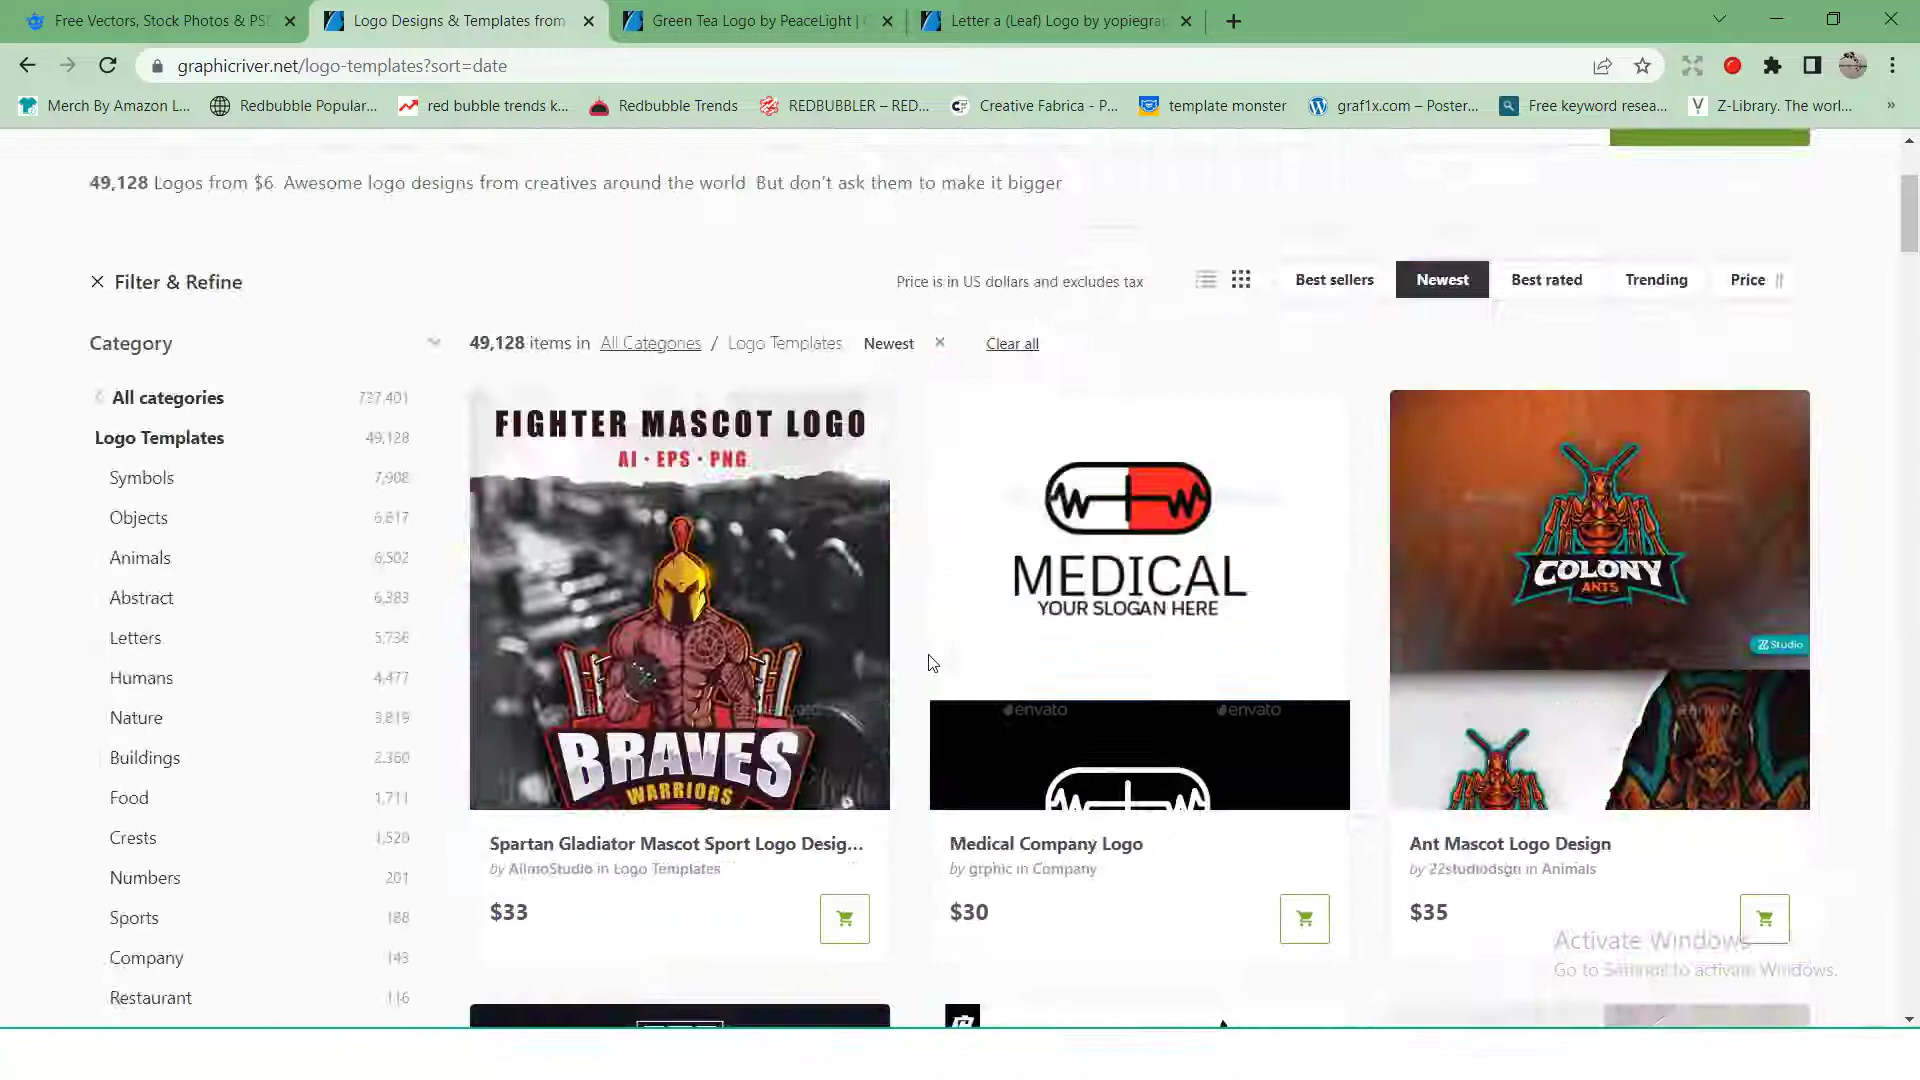 Free Vectors, Stock Photos & PSD
Logo Designs & Templates from
Green Tea Logo by PeaceLight |
Letter a (Leaf) Logo by yopiegra
graphicriver.net/logo-templates?sort=date
Merch By Amazon L...
Redbubble Popular...
red bubble trends k...
Redbubble Trends
REDBUBBLER – RED...
Creative Fabrica - P...
template monster
graf1x.com – Poster...
Free keyword resea...
Z-Library. The worl...
»
49,128 Logos from $6. Awesome logo designs from creatives around the world. But don't ask them to make it bigger
Filter & Refine
Price is in US dollars and excludes tax
Best sellers
Newest
Best rated
Trending
Price
Category
49,128 items in All Categories / Logo Templates
Newest
Clear all
All categories 737,401
Logo Templates 49,128
Symbols 7,908
Objects 6,817
Animals 6,502
Abstract 6,383
Letters 5,736
Humans 4,477
Nature 3,819
Buildings 2,360
Food 1,711
Crests 1,520
Numbers 201
Sports 188
Company 143
Restaurant 116
FIGHTER MASCOT LOGO
AI • EPS • PNG
BRAVES
WARRIORS
MEDICAL
YOUR SLOGAN HERE
envato
envato
COLONY
ANTS
Studio
Spartan Gladiator Mascot Sport Logo Desig...
by AilmoStudio in Logo Templates
$33
Medical Company Logo
by grphic in Company
$30
Ant Mascot Logo Design
by 22studiodsgn in Animals
$35
Activate Windows
Go to Settings to activate Windows.